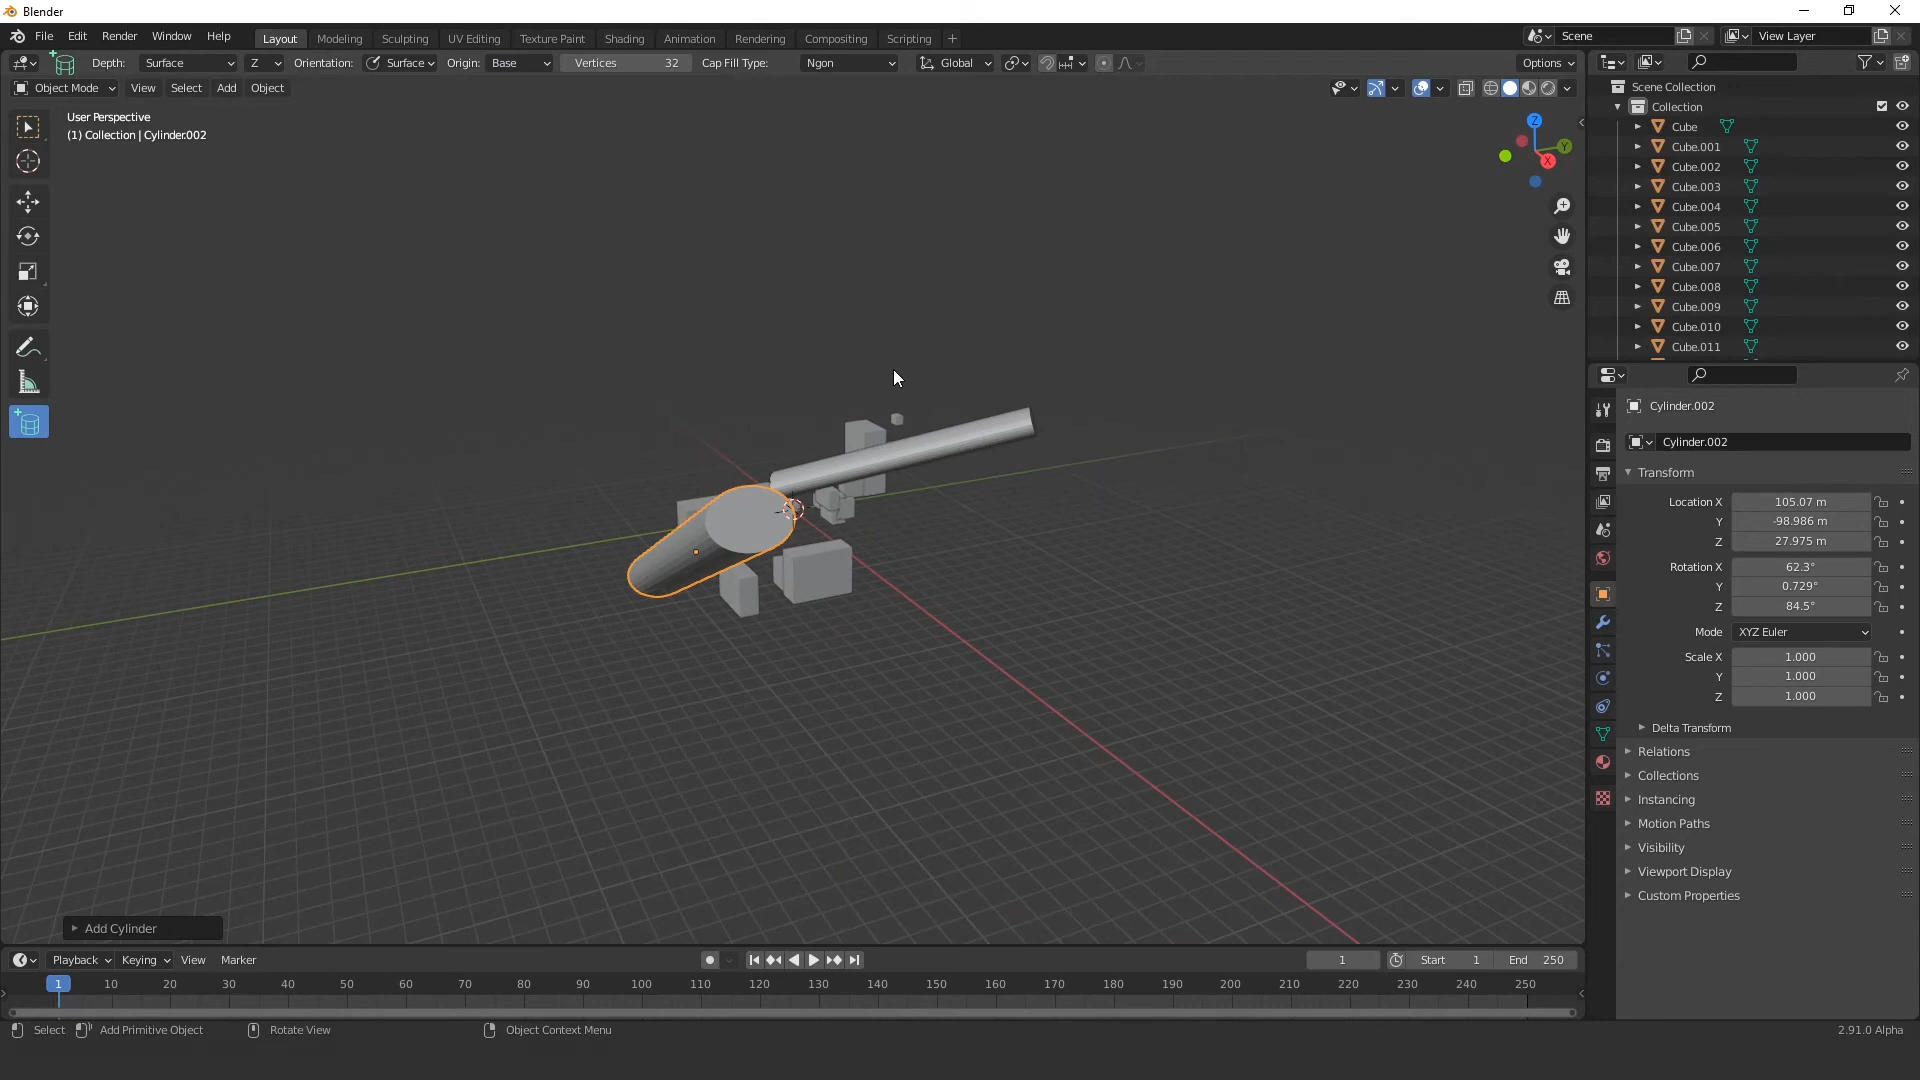 Blender
File Edit Render Window Help Layout Modeling Sculpting UV Editing Texture Paint Shading Animation Rendering Compositing Scripting + Scene View Layer
Depth: Surface Z Orientation: Surface Origin: Base Vertices 32 Cap Fill Type: Ngon Global Options
Object Mode View Select Add Object
User Perspective
(1) Collection | Cylinder.002
Z
Y
X
Scene Collection
Collection
Cube
Cube.001
Cube.002
Cube.003
Cube.004
Cube.005
Cube.006
Cube.007
Cube.008
Cube.009
Cube.010
Cube.011
Cylinder.002
Cylinder.002
Transform
Location X 105.07 m
Y -98.986 m
Z 27.975 m
Rotation X 62.3°
Y 0.729°
Z 84.5°
Mode XYZ Euler
Scale X 1.000
Y 1.000
Z 1.000
Delta Transform
Relations
Collections
Instancing
Motion Paths
Visibility
Viewport Display
Custom Properties
Add Cylinder
Playback Keying View Marker 1 Start 1 End 250
1 10 20 30 40 50 60 70 80 90 100 110 120 130 140 150 160 170 180 190 200 210 220 230 240 250
Select Add Primitive Object Rotate View Object Context Menu 2.91.0 Alpha